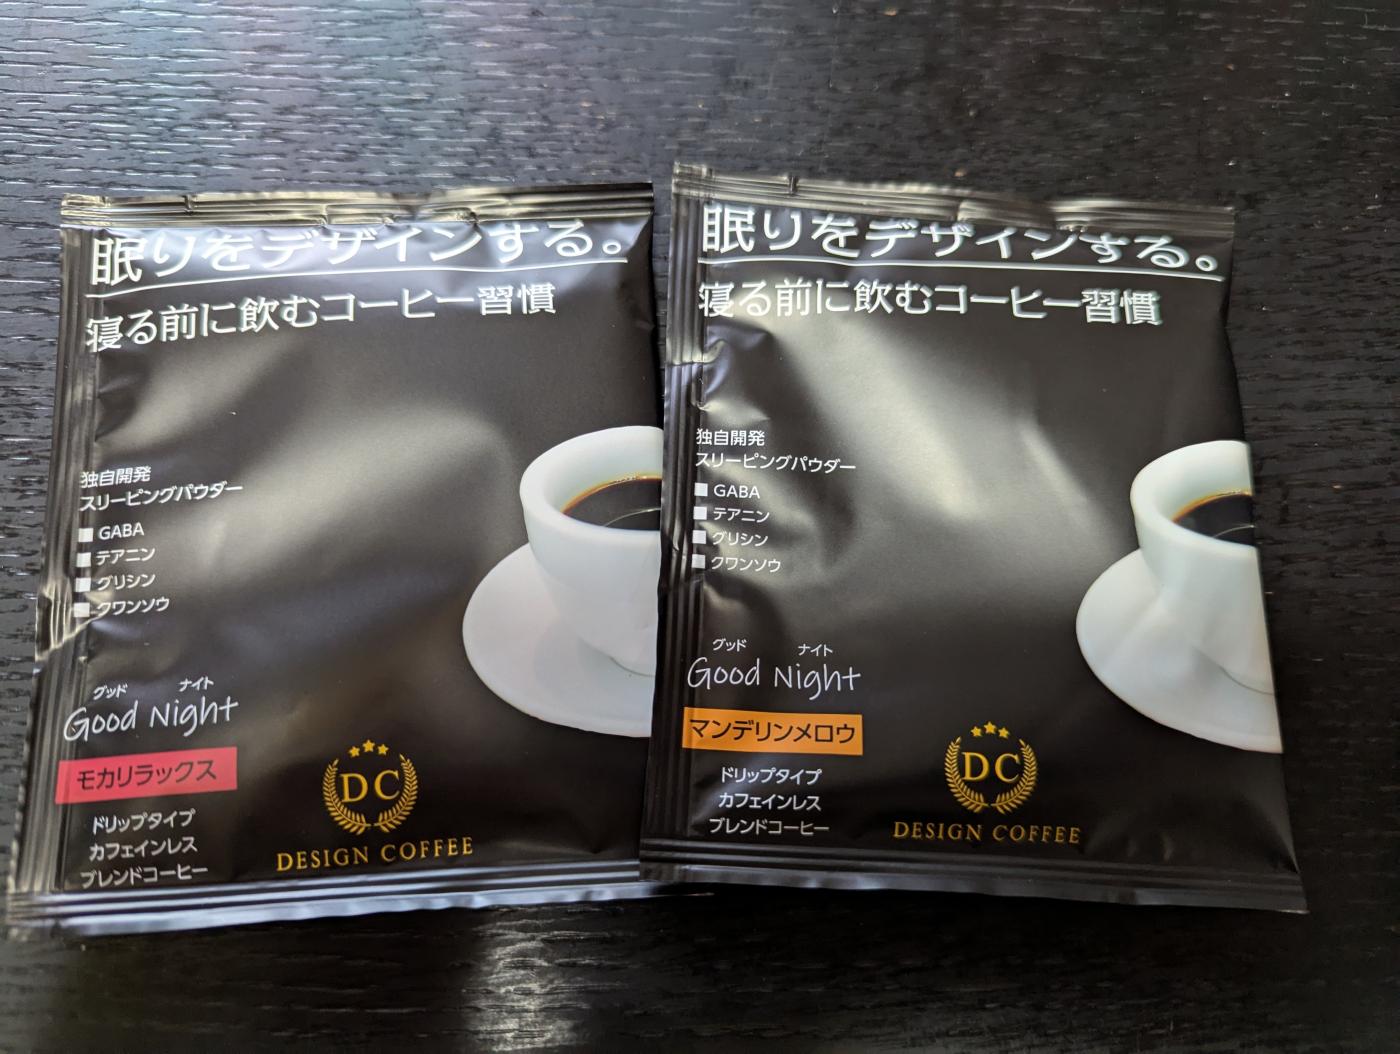 眠りをデザインする。
寝る前に飲むコーヒー習慣
独自開発
スリーピングパウダー
■ GABA
■ テアニン
■ グリシン
■ クワンソウ
グッド ナイト
Good Night
モカリラックス
ドリップタイプ
カフェインレス
ブレンドコーヒー
DC
DESIGN COFFEE
眠りをデザインする。
寝る前に飲むコーヒー習慣
独自開発
スリーピングパウダー
■ GABA
■ テアニン
■ グリシン
■ クワンソウ
グッド ナイト
Good Night
マンデリンメロウ
ドリップタイプ
カフェインレス
ブレンドコーヒー
DC
DESIGN COFFEE